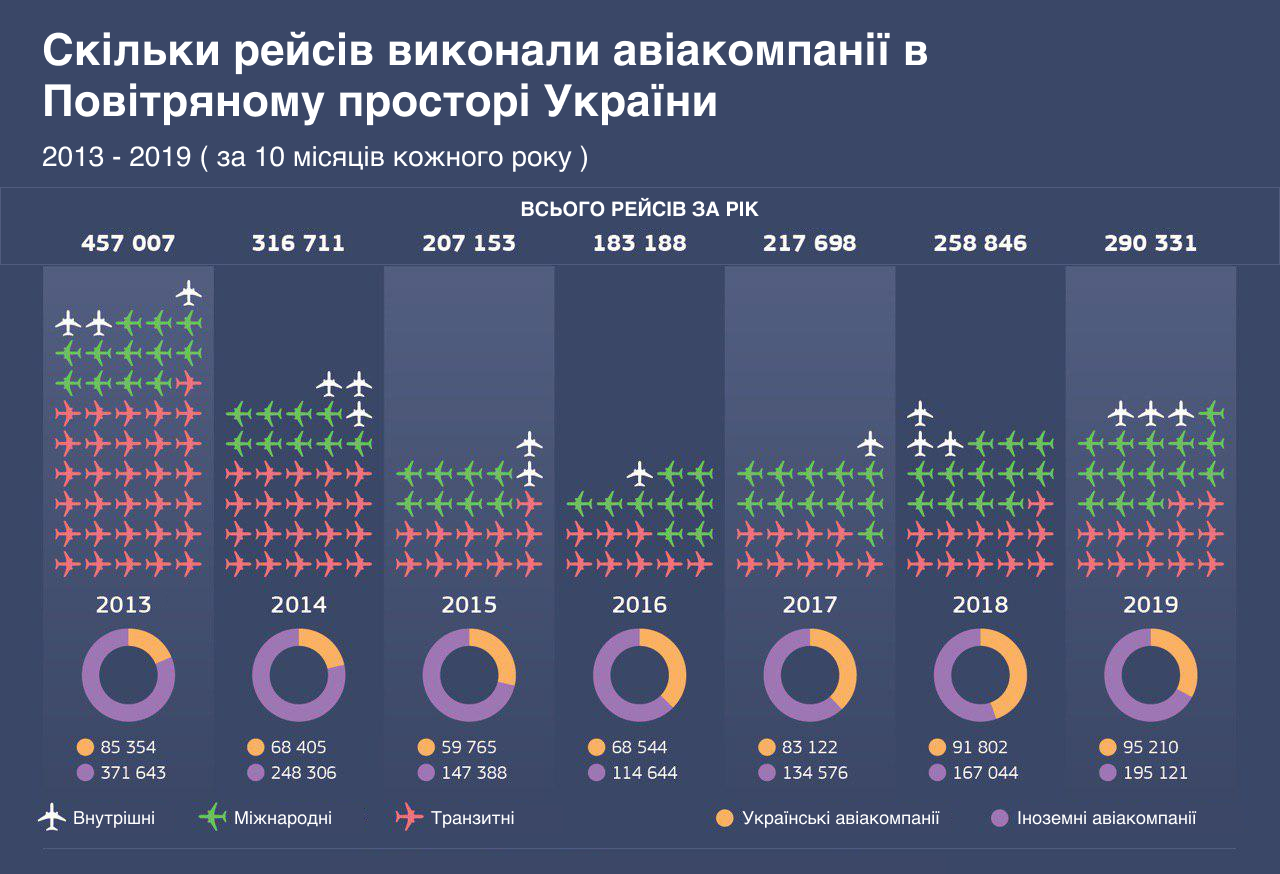 Скільки рейсів виконали авіакомпанії в
Повітряному просторі України
2013 - 2019 ( за 10 місяців кожного року )
ВСЬОГО РЕЙСІВ ЗА РІК
457 007 316 711 207 153 183 188 217 698 258 846 290 331
2013 2014 2015 2016 2017 2018 2019
85 354 68 405 59 765 68 544 83 122 91 802 95 210
371 643 248 306 147 388 114 644 134 576 167 044 195 121
Внутрішні Міжнародні Транзитні Українські авіакомпанії Іноземні авіакомпанії